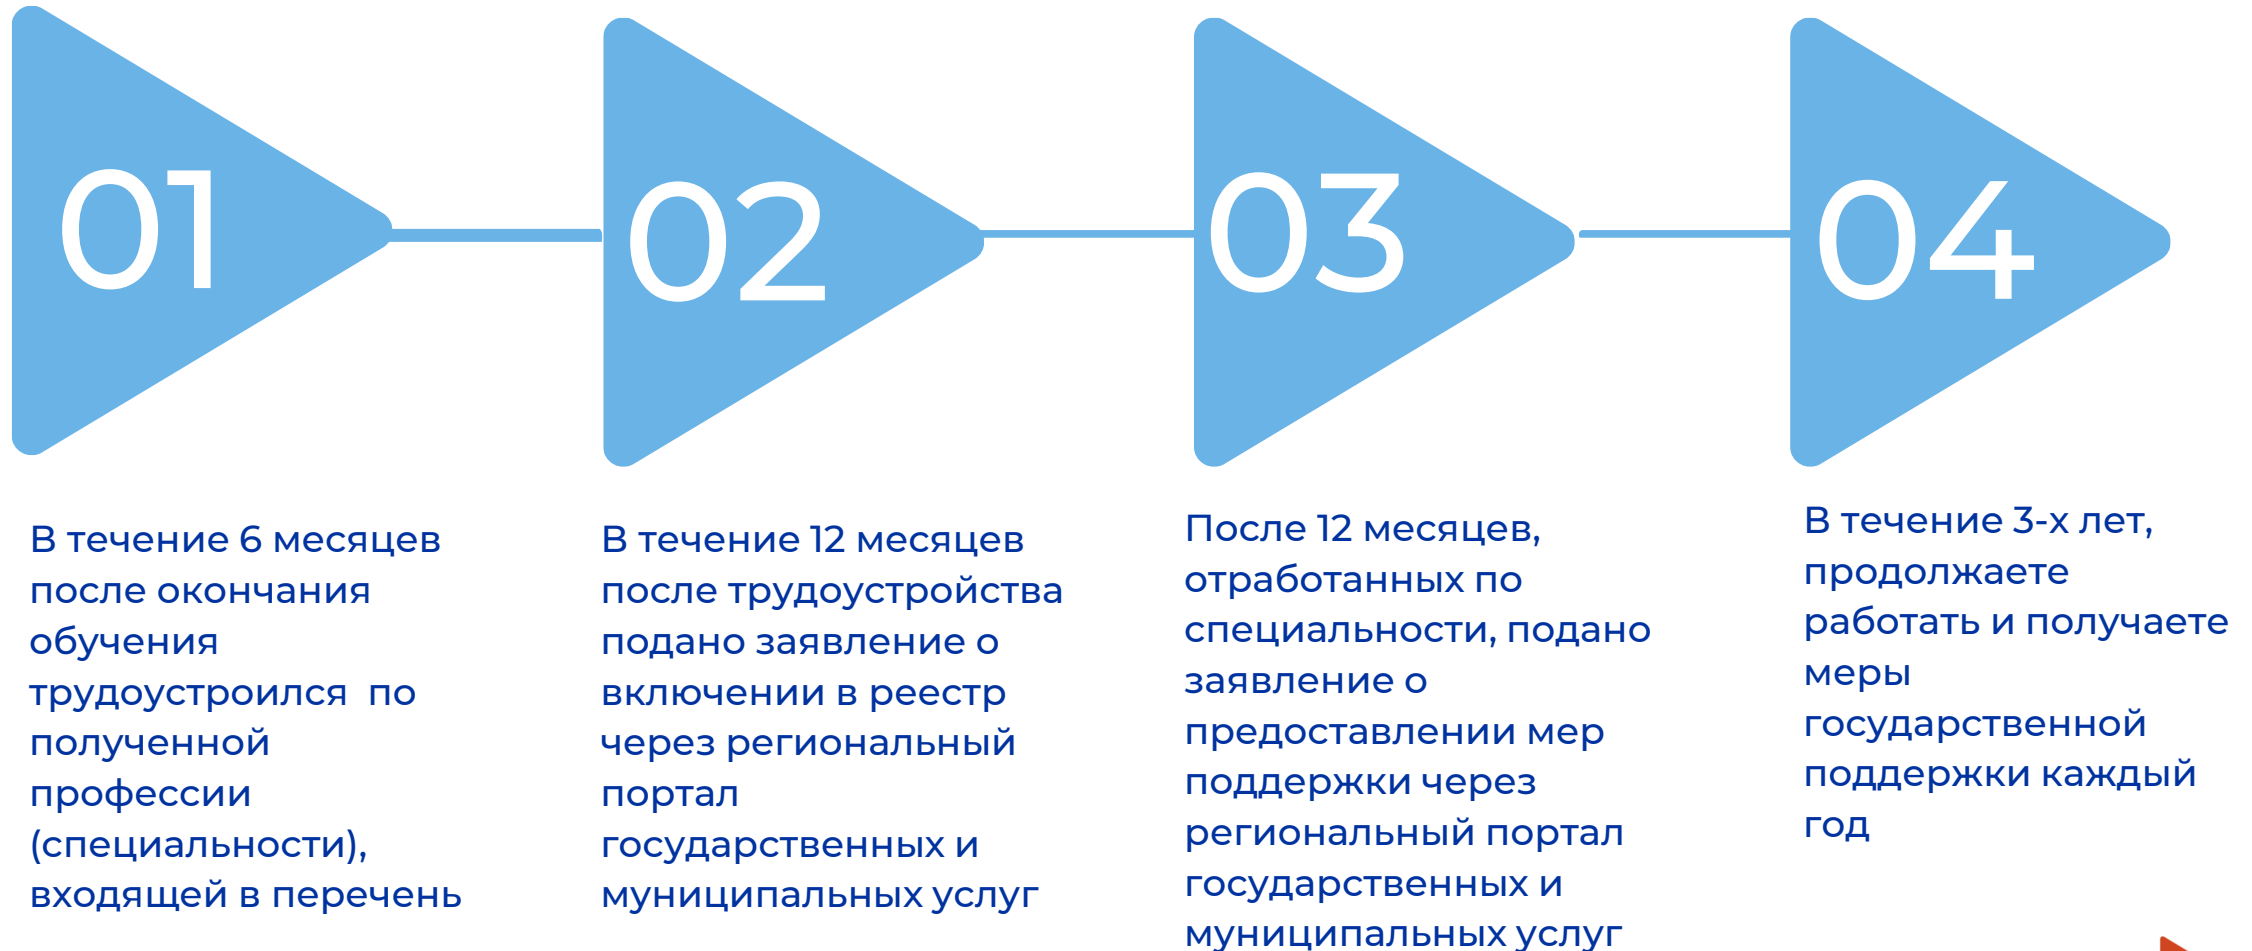 01
02
03
04
В течение 6 месяцев
после окончания
обучения
трудоустроился по
полученной
профессии
(специальности),
входящей в перечень
В течение 12 месяцев
после трудоустройства
подано заявление о
включении в реестр
через региональный
портал
государственных и
муниципальных услуг
После 12 месяцев,
отработанных по
специальности, подано
заявление о
предоставлении мер
поддержки через
региональный портал
государственных и
муниципальных услуг
В течение 3-х лет,
продолжаете
работать и получаете
меры
государственной
поддержки каждый
год